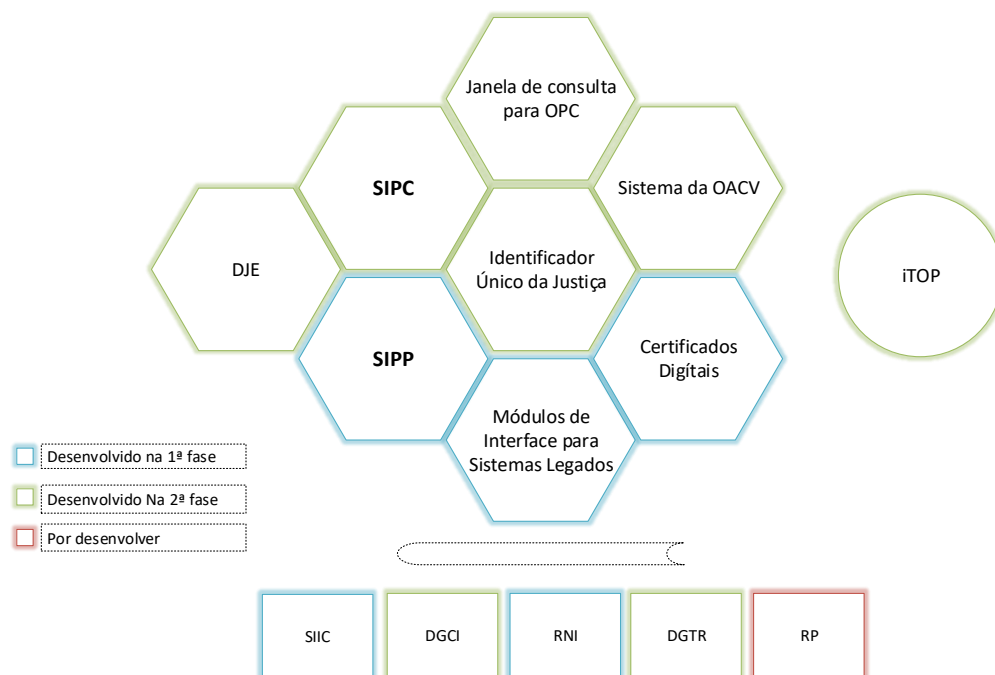 Janela de consulta
para OPC
SIPC
Sistema da OACV
DJE
Identificador
Único da Justiça
iTOP
SIPP
Certificados
Digítais
Módulos de
Interface para
Sistemas Legados
Desenvolvido na 1ª fase
Desenvolvido Na 2ª fase
Por desenvolver
SIIC
DGCI
RNI
DGTR
RP